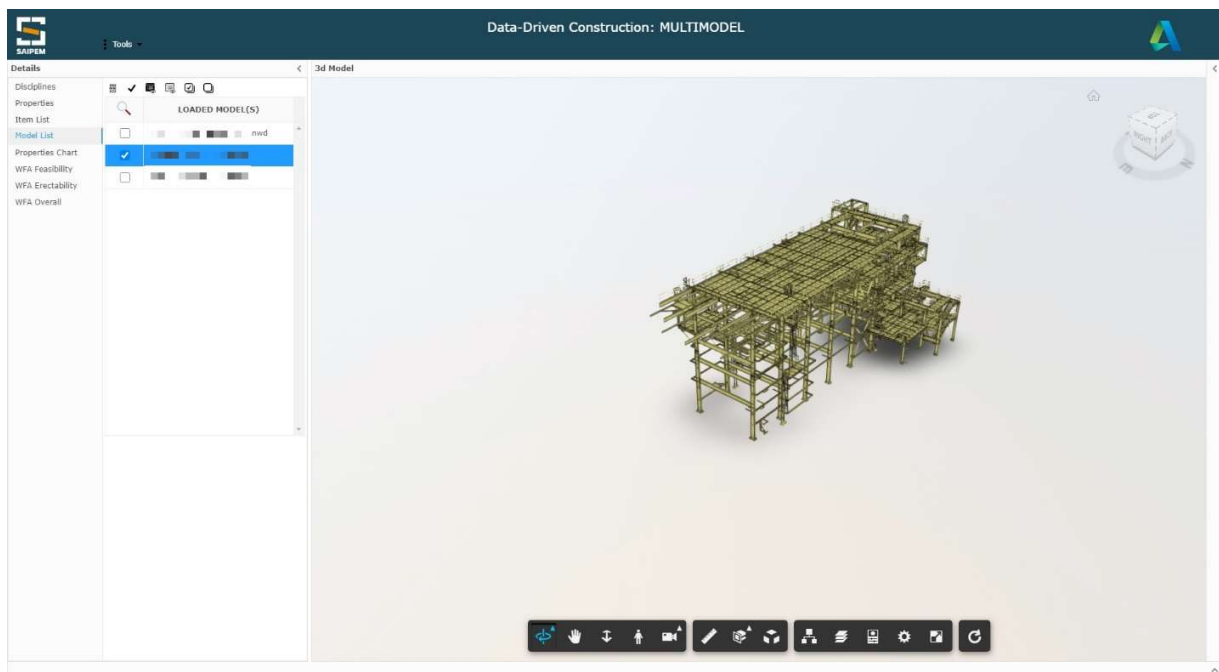 Data-Driven Construction: MULTIMODEL
SAIPEM
Tools
Details
3d Model
Disciplines
Properties
Item List
Model List
Properties Chart
WFA Feasibility
WFA Erectability
WFA Overall
LOADED MODEL(S)
nwd
RIGHT